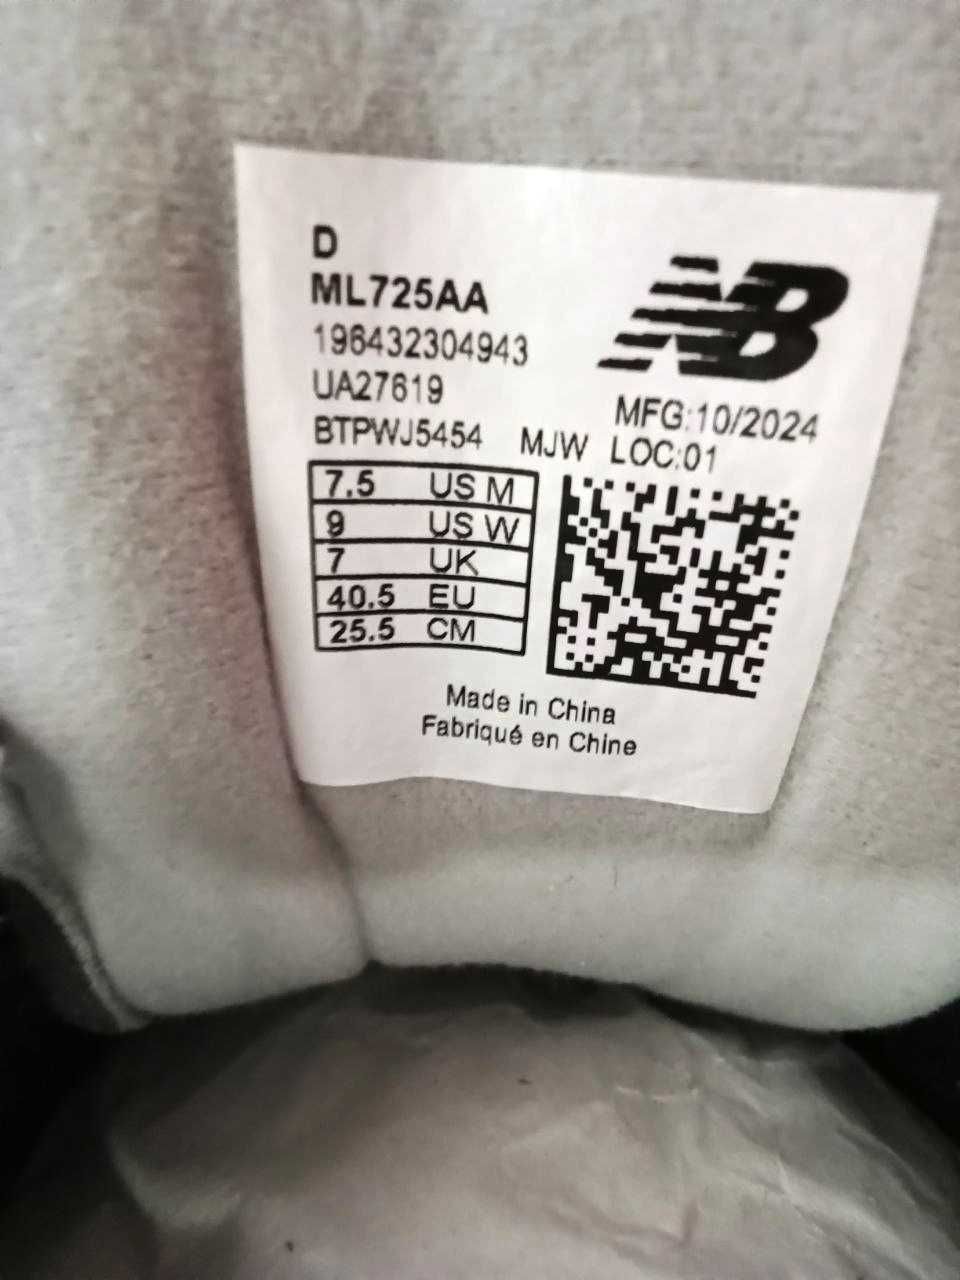 D
ML725AA
NB
196432304943
UA27619
MFG:10/2024
BTPWJ5454 MJW LOC:01
7.5 US M
9 US W
7 UK
40.5 EU
25.5 CM
Made in China
Fabriqué en Chine